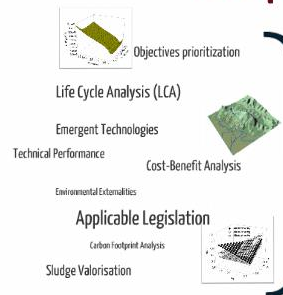 Objectives prioritization
Life Cycle Analysis (LCA)
Emergent Technologies
Technical Performance
Cost-Benefit Analysis
Environmental Externalities
Applicable Legislation
Carbon Footprint Analysis
Sludge Valorisation